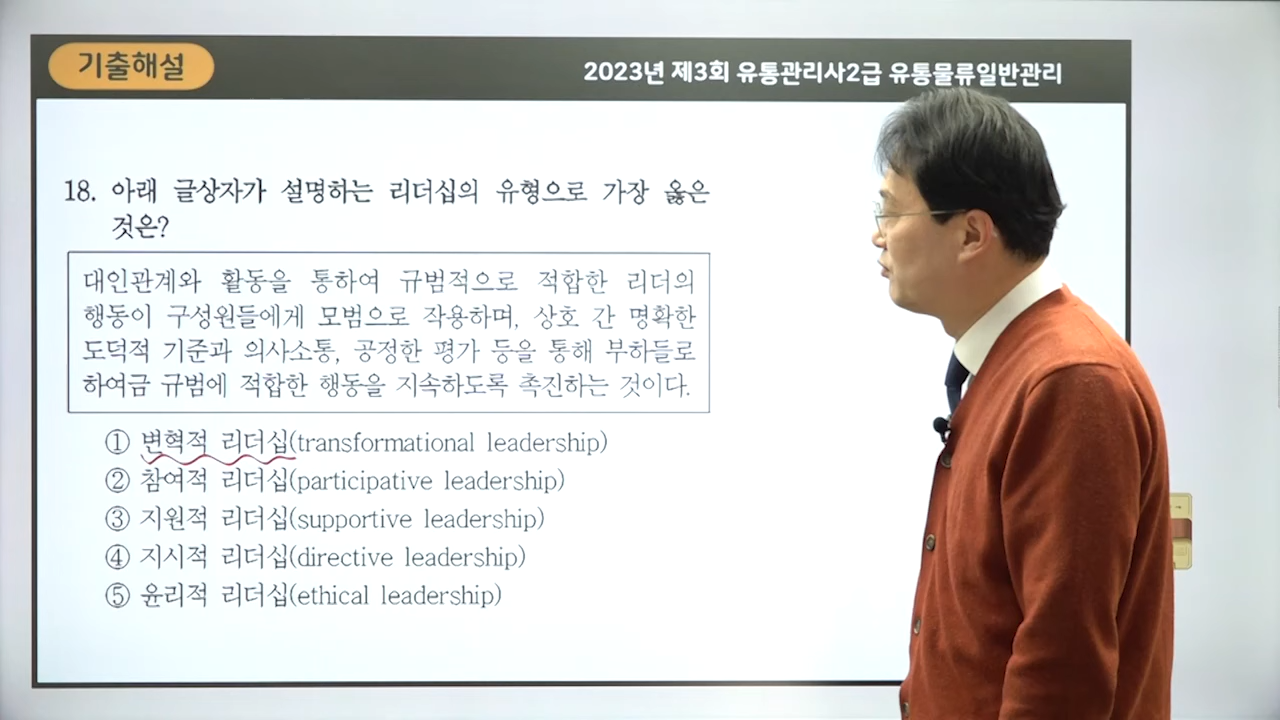 기출해설
2023년 제3회 유통관리사2급 유통물류일반관리
18. 아래 글상자가 설명하는 리더십의 유형으로 가장 옳은
것은?
대인관계와 활동을 통하여 규범적으로 적합한 리더의
행동이 구성원들에게 모범으로 작용하며, 상호 간 명확한
도덕적 기준과 의사소통, 공정한 평가 등을 통해 부하들로
하여금 규범에 적합한 행동을 지속하도록 촉진하는 것이다.
① 변혁적 리더십(transformational leadership)
② 참여적 리더십(participative leadership)
③ 지원적 리더십(supportive leadership)
④ 지시적 리더십(directive leadership)
⑤ 윤리적 리더십(ethical leadership)